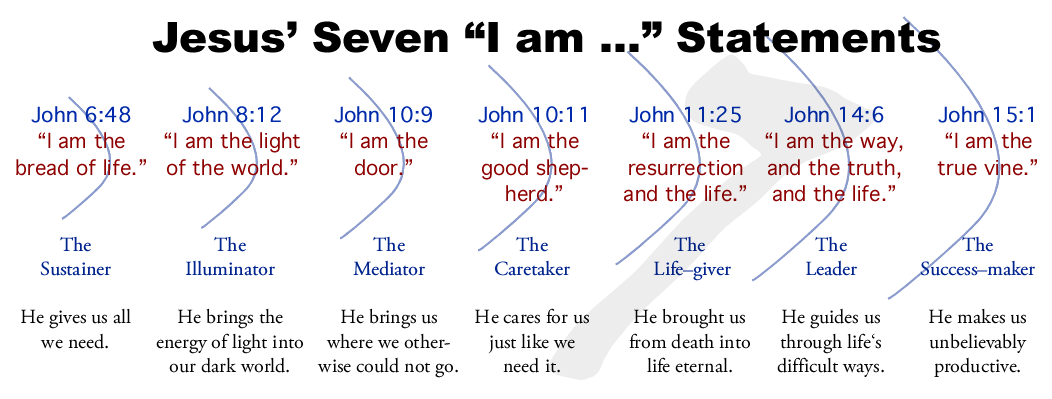 Jesus’ Seven “I am ...” Statements
John 6:48
“I am the
bread of life.”
The
Sustainer
He gives us all
we need.
John 8:12
“I am the light
of the world.”
The
Illuminator
He brings the
energy of light into
our dark world.
John 10:9
“I am the
door.”
The
Mediator
He brings us
where we other-
wise could not go.
John 10:11
“I am the
good shep-
herd.”
The
Caretaker
He cares for us
just like we
need it.
John 11:25
“I am the
resurrection
and the life.”
The
Life–giver
He brought us
from death into
life eternal.
John 14:6
“I am the way,
and the truth,
and the life.”
The
Leader
He guides us
through life‘s
difficult ways.
John 15:1
“I am the
true vine.”
The
Success–maker
He makes us
unbelievably
productive.